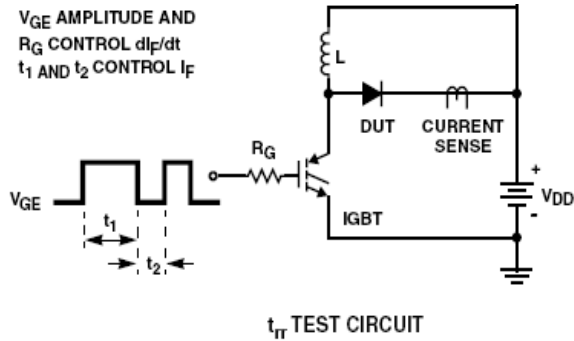 VGE AMPLITUDE AND
RG CONTROL dIF/dt
t1 AND t2 CONTROL IF
L
DUT
CURRENT
SENSE
RG
+
VDD
-
IGBT
VGE
t1
t2
trr TEST CIRCUIT